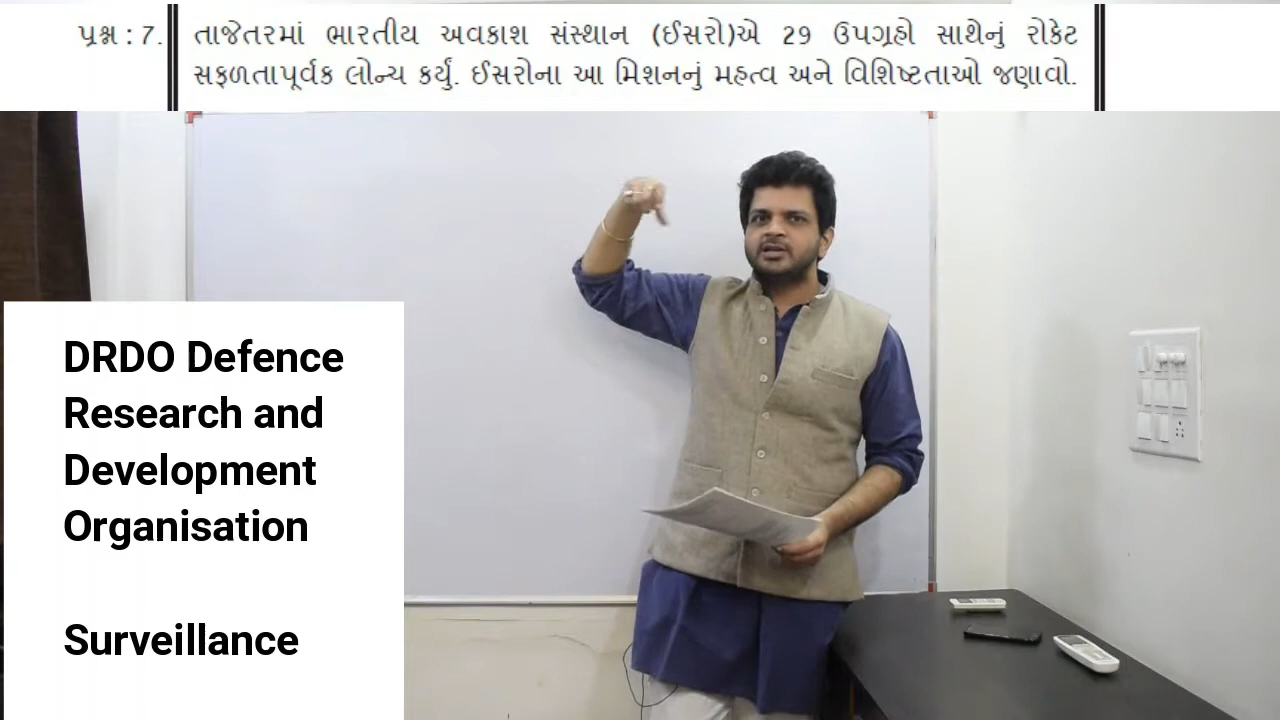 પ્રશ્ન : 7. તાજેતરમાં ભારતીય અવકાશ સંસ્થાન (ઈસરો)એ 29 ઉપગ્રહો સાથેનું રોકેટ
સફળતાપૂર્વક લોન્ચ કર્યું. ઈસરોના આ મિશનનું મહત્વ અને વિશિષ્ટતાઓ જણાવો.
DRDO Defence
Research and
Development
Organisation
Surveillance